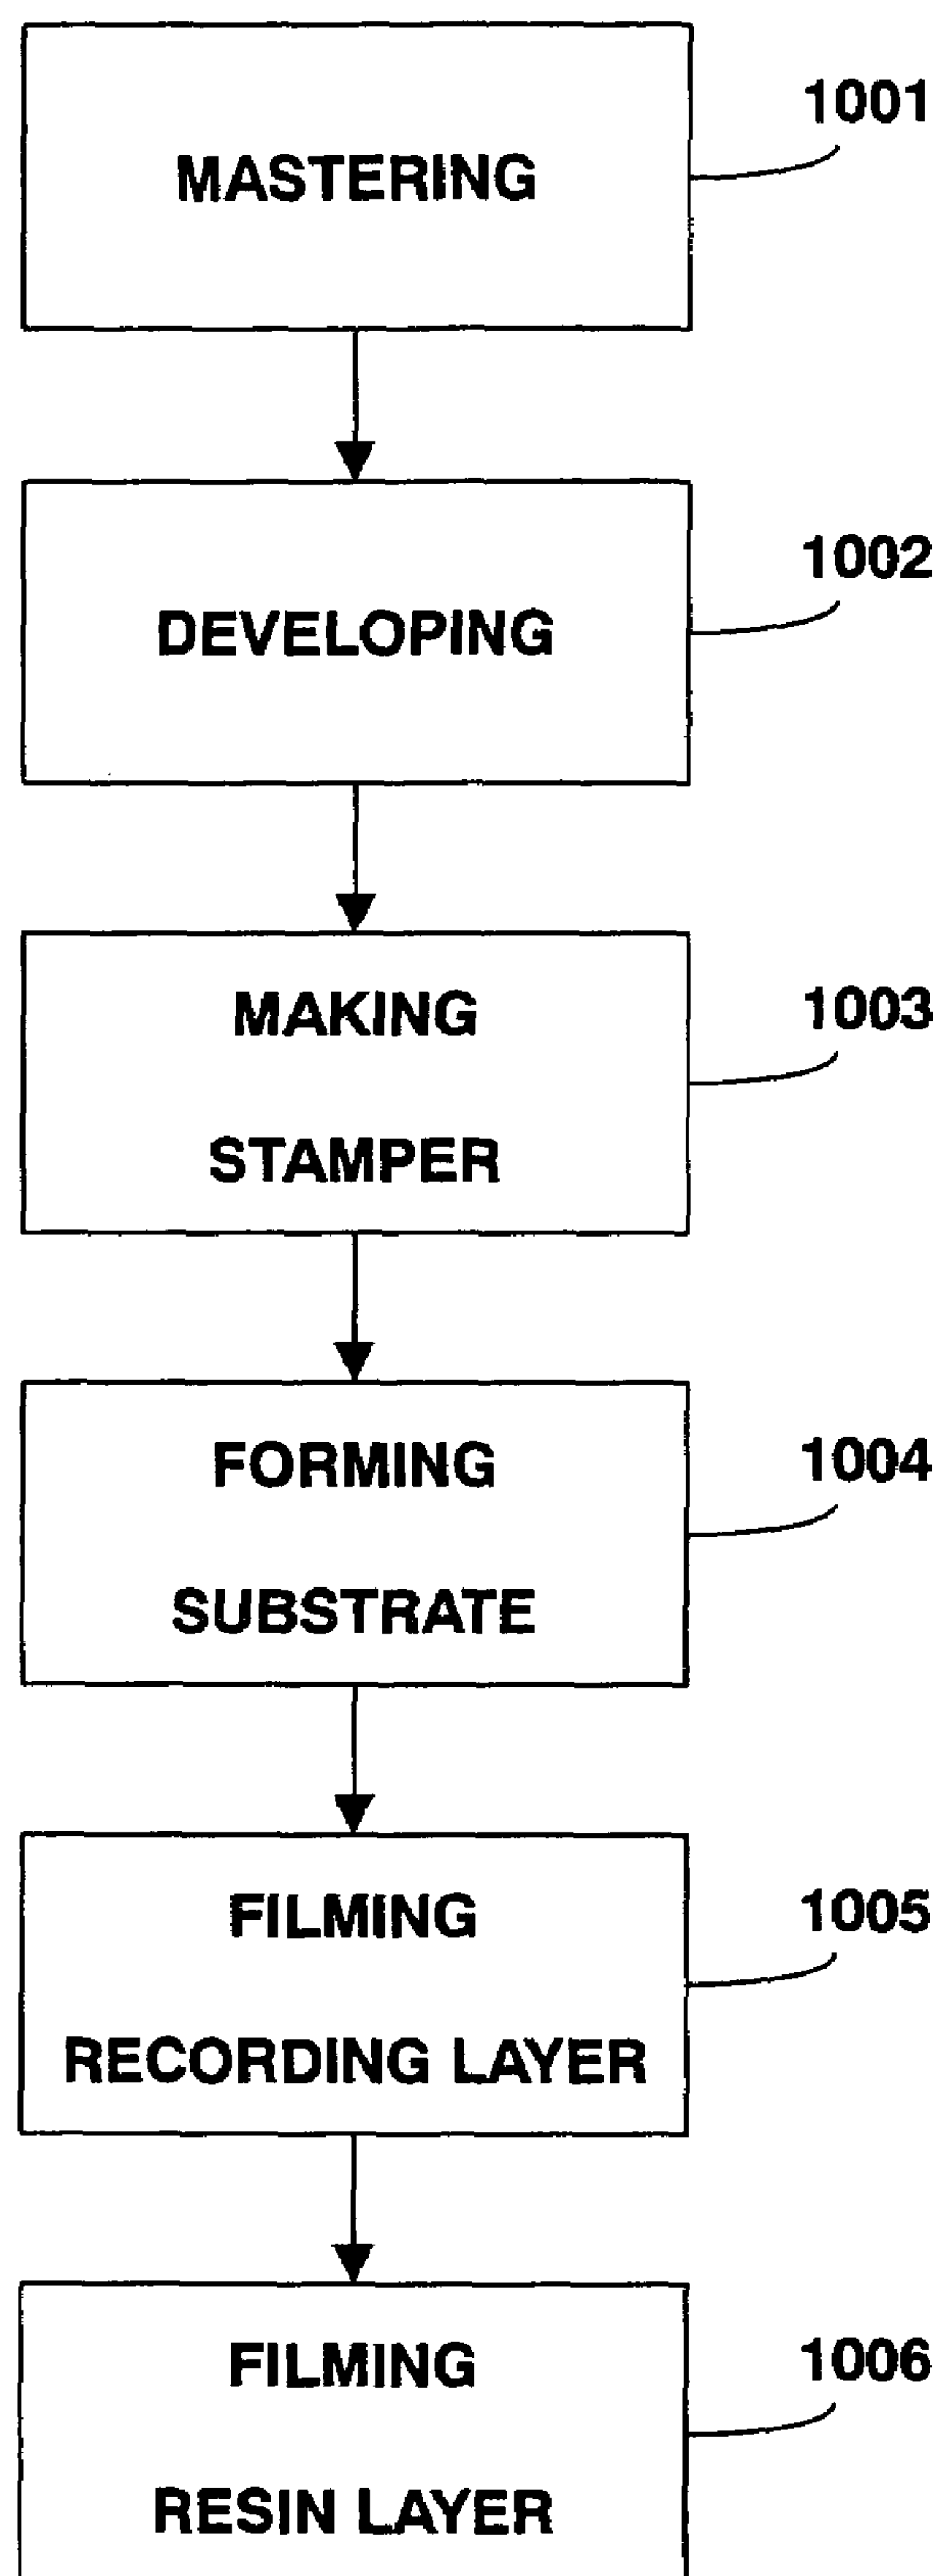 1001
MASTERING
1002
DEVELOPING
1003
MAKING
STAMPER
1004
FORMING
SUBSTRATE
1005
FILMING
RECORDING LAYER
1006
FILMING
RESIN LAYER